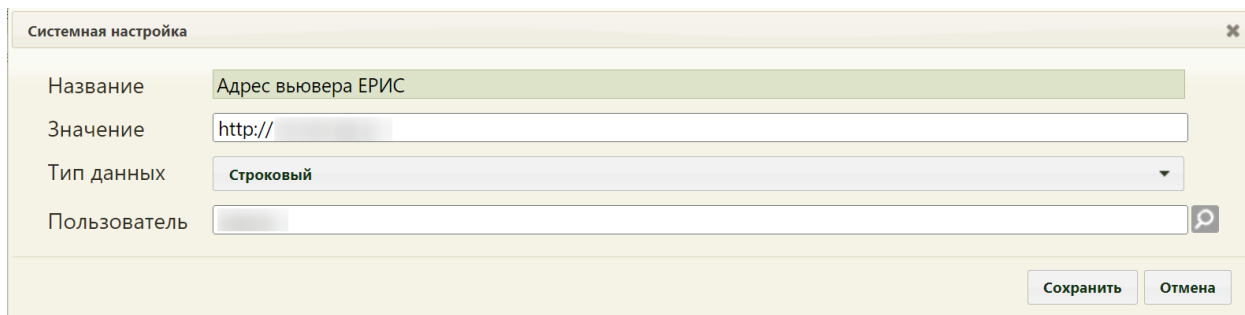 Системная настройка
Название Адрес вьювера ЕРИС
Значение http://
Тип данных Строковый
Пользователь
Сохранить Отмена